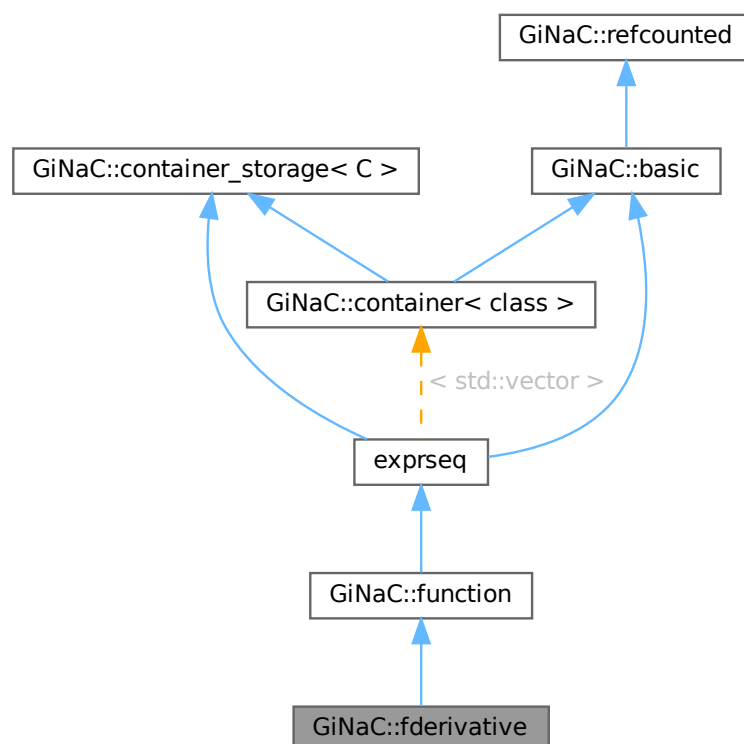 GiNaC::refcounted
GiNaC::container_storage< C >
GiNaC::basic
GiNaC::container< class >
< std::vector >
exprseq
GiNaC::function
GiNaC::fderivative